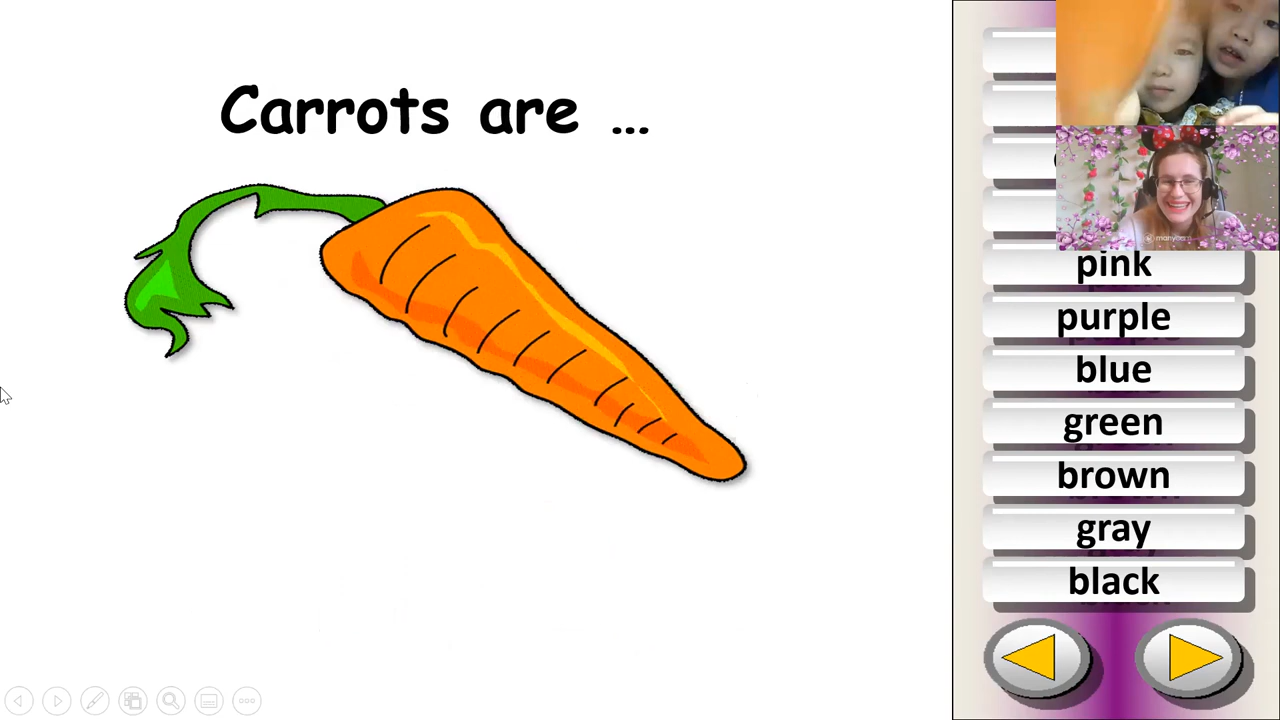 Carrots are ...
pink
purple
blue
green
brown
gray
black